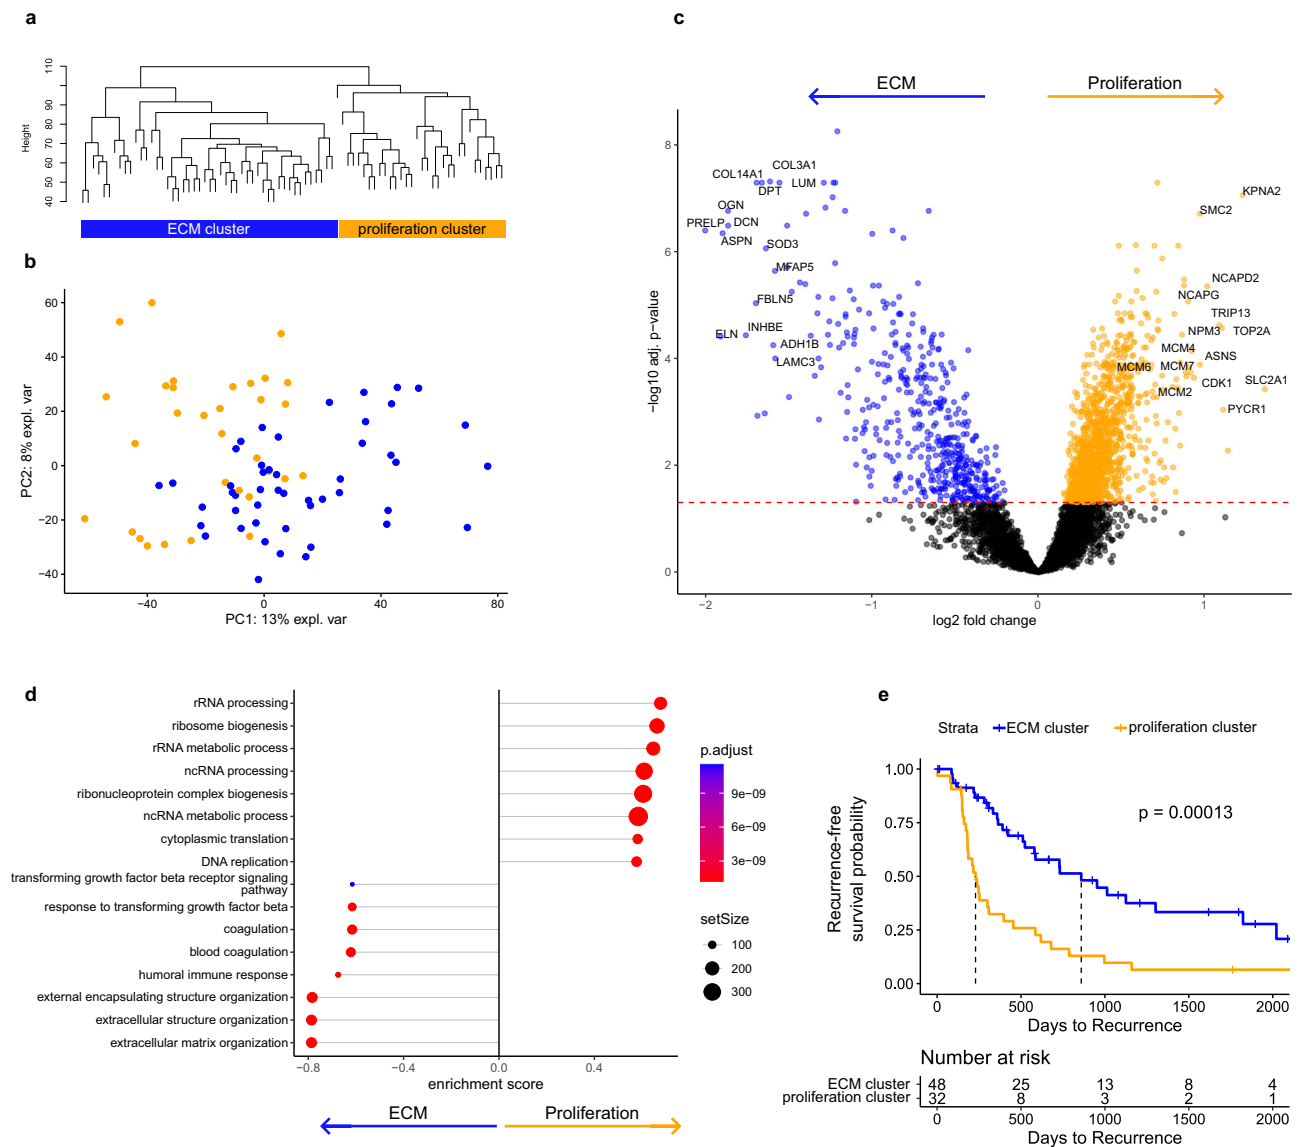 a
110
90
80
70
60
50
40
Height
ECM cluster
proliferation cluster
b
60
40
20
0
−20
−40
PC2: 8% expl. var
−40
0
40
80
PC1: 13% expl. var
c
ECM
Proliferation
8
6
4
2
0
−log10 adj. p−value
COL3A1
COL14A1
DPT
LUM
OGN
PRELP
DCN
ASPN
SOD3
MFAP5
FBLN5
ELN
INHBE
ADH1B
LAMC3
KPNA2
SMC2
NCAPD2
NCAPG
TRIP13
NPM3
TOP2A
MCM4
ASNS
MCM6
MCM7
CDK1
SLC2A1
MCM2
PYCR1
−2
−1
0
1
log2 fold change
d
rRNA processing
ribosome biogenesis
rRNA metabolic process
ncRNA processing
ribonucleoprotein complex biogenesis
ncRNA metabolic process
cytoplasmic translation
DNA replication
transforming growth factor beta receptor signaling
pathway
response to transforming growth factor beta
coagulation
blood coagulation
humoral immune response
external encapsulating structure organization
extracellular structure organization
extracellular matrix organization
−0.8
−0.4
0.0
0.4
enrichment score
ECM
Proliferation
p.adjust
9e−09
6e−09
3e−09
setSize
100
200
300
e
Strata
ECM cluster
proliferation cluster
1.00
0.75
0.50
0.25
0.00
Recurrence-free
survival probability
p = 0.00013
0
500
1000
1500
2000
Days to Recurrence
Number at risk
ECM cluster 48 25 13 8 4
proliferation cluster 32 8 3 2 1
0
500
1000
1500
2000
Days to Recurrence